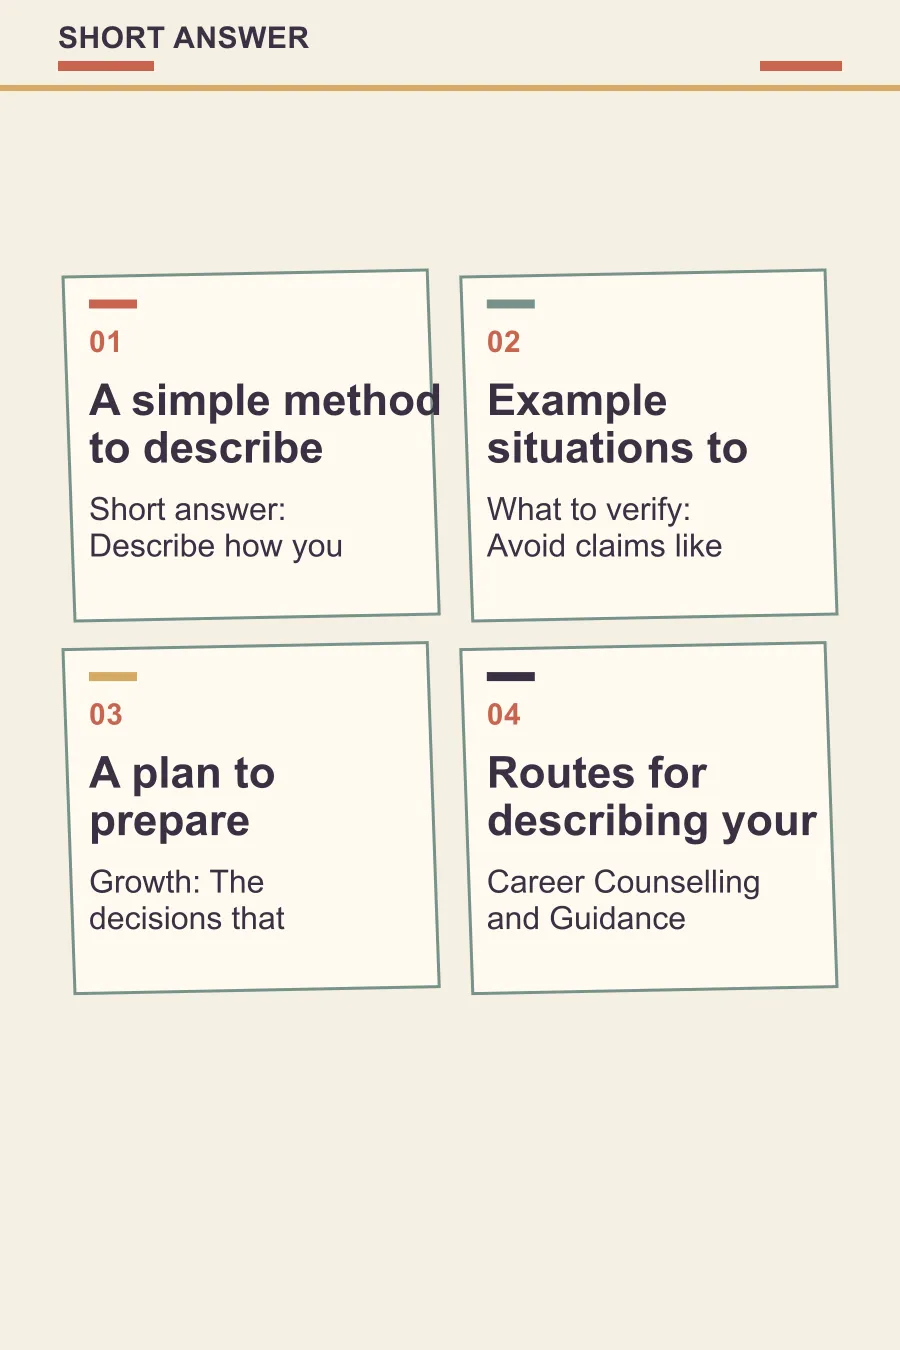 SHORT ANSWER
01
A simple method
to describe
Short answer:
Describe how you
02
Example
situations to
What to verify:
Avoid claims like
03
A plan to
prepare
Growth: The
decisions that
04
Routes for
describing your
Career Counselling
and Guidance